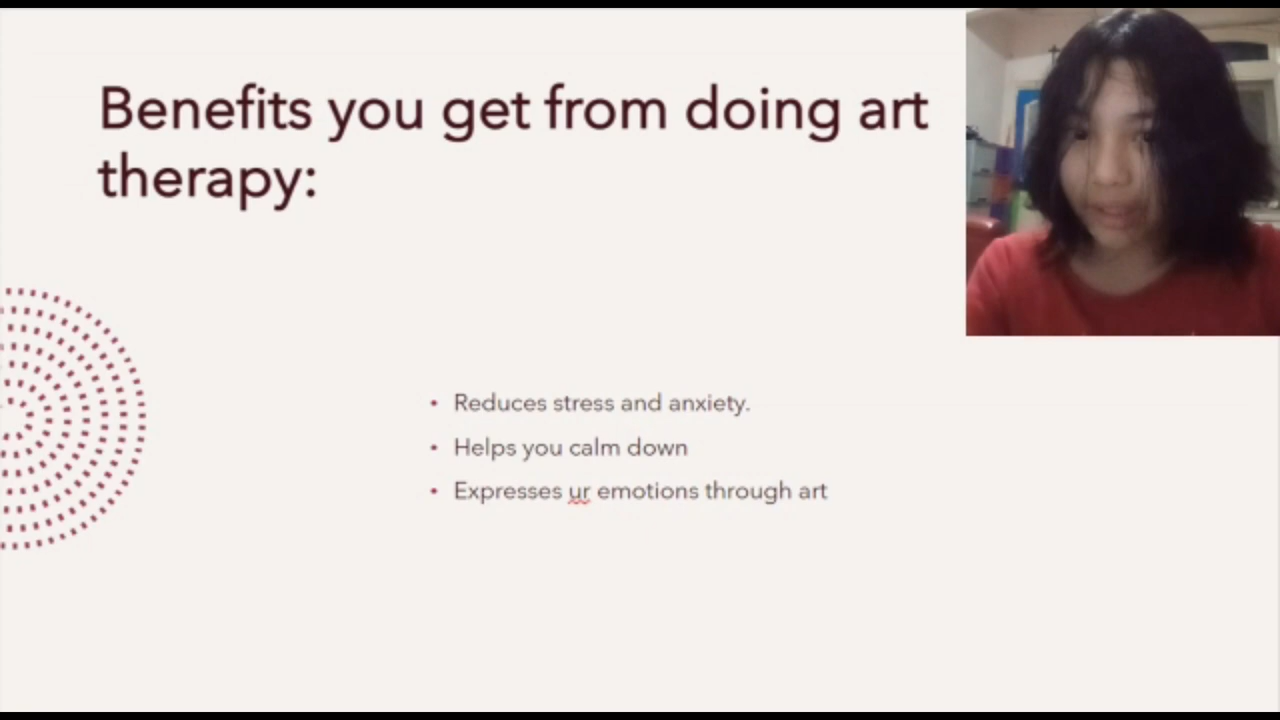 Benefits you get from doing art
therapy:
• Reduces stress and anxiety.
• Helps you calm down
• Expresses ur emotions through art